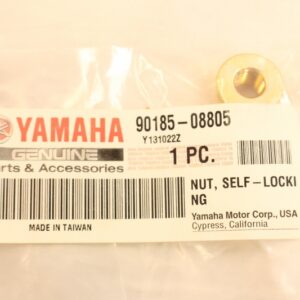 YAMAHA 90185-08805
Y131022Z
GENUINE
Parts & Accessories
1 PC.
NUT, SELF-LOCKI
NG
Yamaha Motor Corp., USA
Cypress, California
MADE IN TAIWAN